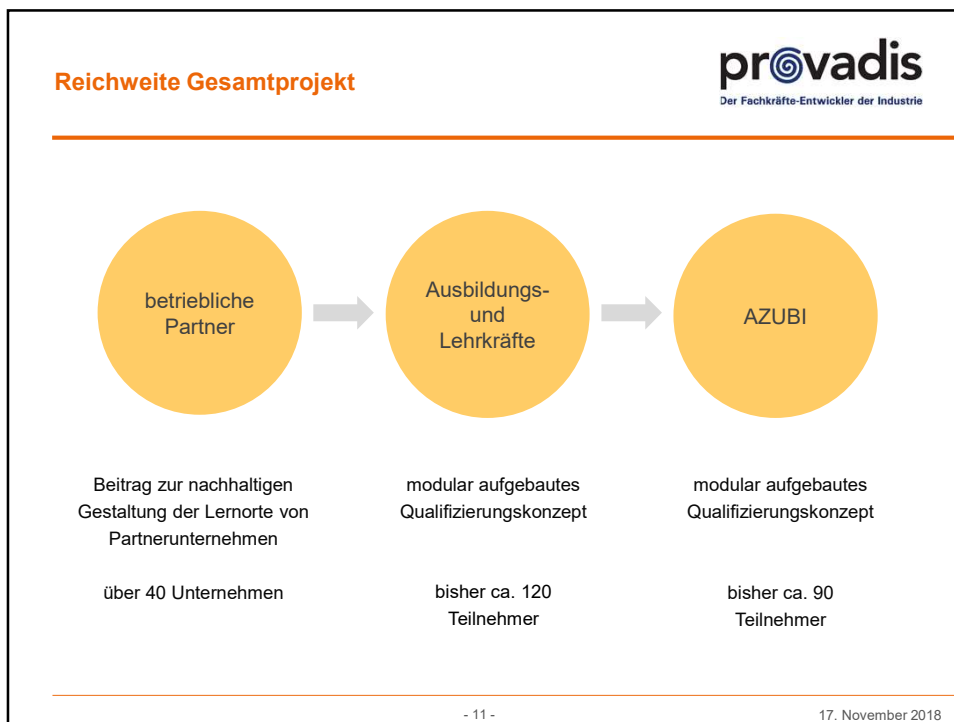 Reichweite Gesamtprojekt
provadis
Der Fachkräfte-Entwickler der Industrie
betriebliche
Partner
Ausbildungs-
und
Lehrkräfte
AZUBI
Beitrag zur nachhaltigen
Gestaltung der Lernorte von
Partnerunternehmen
über 40 Unternehmen
modular aufgebautes
Qualifizierungskonzept
bisher ca. 120
Teilnehmer
modular aufgebautes
Qualifizierungskonzept
bisher ca. 90
Teilnehmer
- 11 -
17. November 2018